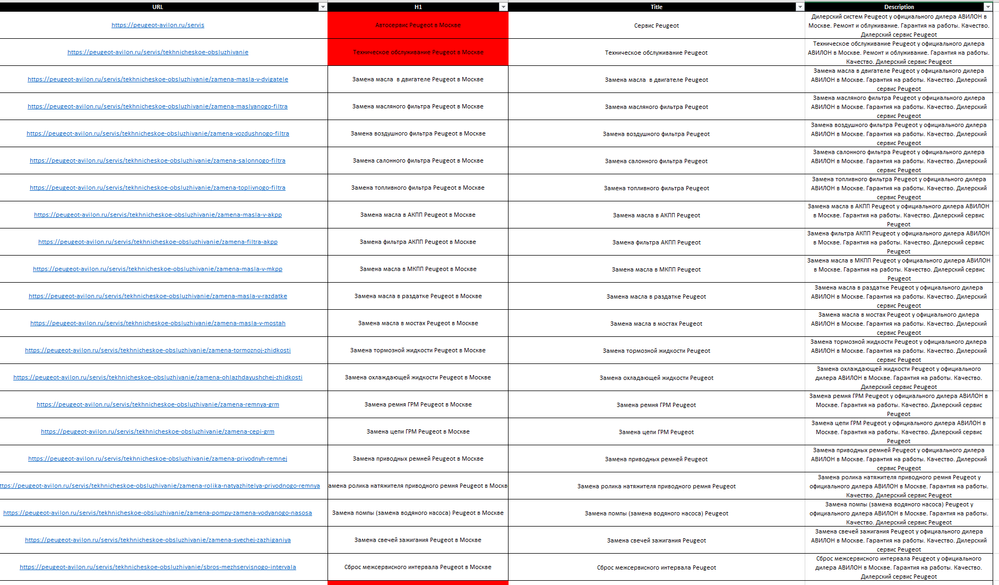 URL H1 Title Description
https://peugeot-avilon.ru/servis
Автосервис Peugeot в Москве
Сервис Peugeot
Дилерский систем Peugeot у официального дилера АВИЛОН в
Москве. Ремонт и облуживание. Гарантия на работы. Качество.
Дилерский сервис Peugeot
https://peugeot-avilon.ru/servis/tekhnicheskoe-obsluzhivanie
Техническое обслуживание Peugeot в Москве
Техническое обслуживание Peugeot
Техническое обслуживание Peugeot у официального дилера
АВИЛОН в Москве. Ремонт и облуживание. Гарантия на работы.
Качество. Дилерский сервис Peugeot
https://peugeot-avilon.ru/servis/tekhnicheskoe-obsluzhivanie/zamena-masla-v-dvigatele
Замена масла  в двигателе Peugeot в Москве
Замена масла  в двигателе Peugeot
Замена масла в двигателе Peugeot у официального дилера
АВИЛОН в Москве. Гарантия на работы. Качество. Дилерский
сервис Peugeot
https://peugeot-avilon.ru/servis/tekhnicheskoe-obsluzhivanie/zamena-maslyanogo-filtra
Замена масляного фильтра Peugeot в Москве
Замена масляного фильтра Peugeot
Замена масляного фильтра Peugeot у официального дилера
АВИЛОН в Москве. Гарантия на работы. Качество. Дилерский
сервис Peugeot
https://peugeot-avilon.ru/servis/tekhnicheskoe-obsluzhivanie/zamena-vozdushnogo-filtra
Замена воздушного фильтра Peugeot в Москве
Замена воздушного фильтра Peugeot
Замена воздушного фильтра Peugeot у официального дилера
АВИЛОН в Москве. Гарантия на работы. Качество. Дилерский
сервис Peugeot
https://peugeot-avilon.ru/servis/tekhnicheskoe-obsluzhivanie/zamena-salonnogo-filtra
Замена салонного фильтра Peugeot в Москве
Замена салонного фильтра Peugeot
Замена салонного фильтра Peugeot у официального дилера
АВИЛОН в Москве. Гарантия на работы. Качество. Дилерский
сервис Peugeot
https://peugeot-avilon.ru/servis/tekhnicheskoe-obsluzhivanie/zamena-toplivnogo-filtra
Замена топливного фильтра Peugeot в Москве
Замена топливного фильтра Peugeot
Замена топливного фильтра Peugeot у официального дилера
АВИЛОН в Москве. Гарантия на работы. Качество. Дилерский
сервис Peugeot
https://peugeot-avilon.ru/servis/tekhnicheskoe-obsluzhivanie/zamena-masla-v-akpp
Замена масла в АКПП Peugeot в Москве
Замена масла в АКПП Peugeot
Замена масла в АКПП Peugeot у официального дилера АВИЛОН
в Москве. Гарантия на работы. Качество. Дилерский сервис
Peugeot
https://peugeot-avilon.ru/servis/tekhnicheskoe-obsluzhivanie/zamena-filtra-akpp
Замена фильтра АКПП Peugeot в Москве
Замена фильтра АКПП Peugeot
Замена фильтра АКПП Peugeot у официального дилера АВИЛОН
в Москве. Гарантия на работы. Качество. Дилерский сервис
Peugeot
https://peugeot-avilon.ru/servis/tekhnicheskoe-obsluzhivanie/zamena-masla-v-mkpp
Замена масла в МКПП Peugeot в Москве
Замена масла в МКПП Peugeot
Замена масла в МКПП Peugeot у официального дилера АВИЛОН
в Москве. Гарантия на работы. Качество. Дилерский сервис
Peugeot
https://peugeot-avilon.ru/servis/tekhnicheskoe-obsluzhivanie/zamena-masla-v-razdatke
Замена масла в раздатке Peugeot в Москве
Замена масла в раздатке Peugeot
Замена масла в раздатке Peugeot у официального дилера
АВИЛОН в Москве. Гарантия на работы. Качество. Дилерский
сервис Peugeot
https://peugeot-avilon.ru/servis/tekhnicheskoe-obsluzhivanie/zamena-masla-v-mostah
Замена масла в мостах Peugeot в Москве
Замена масла в мостах Peugeot
Замена масла в мостах Peugeot у официального дилера
АВИЛОН в Москве. Гарантия на работы. Качество. Дилерский
сервис Peugeot
https://peugeot-avilon.ru/servis/tekhnicheskoe-obsluzhivanie/zamena-tormoznoj-zhidkosti
Замена тормозной жидкости Peugeot в Москве
Замена тормозной жидкости Peugeot
Замена тормозной жидкости Peugeot у официального дилера
АВИЛОН в Москве. Гарантия на работы. Качество. Дилерский
сервис Peugeot
https://peugeot-avilon.ru/servis/tekhnicheskoe-obsluzhivanie/zamena-ohlazhdayushchej-zhidkosti
Замена охлаждающей жидкости Peugeot в Москве
Замена охладающей жидкости Peugeot
Замена охлаждающей жидкости Peugeot у официального
дилера АВИЛОН в Москве. Гарантия на работы. Качество.
Дилерский сервис Peugeot
https://peugeot-avilon.ru/servis/tekhnicheskoe-obsluzhivanie/zamena-remnya-grm
Замена ремня ГРМ Peugeot в Москве
Замена ремня ГРМ Peugeot
Замена ремня ГРМ Peugeot у официального дилера АВИЛОН в
Москве. Гарантия на работы. Качество. Дилерский сервис
Peugeot
https://peugeot-avilon.ru/servis/tekhnicheskoe-obsluzhivanie/zamena-cepi-grm
Замена цепи ГРМ Peugeot в Москве
Замена цепи ГРМ Peugeot
Замена цепи ГРМ Peugeot у официального дилера АВИЛОН в
Москве. Гарантия на работы. Качество. Дилерский сервис
Peugeot
https://peugeot-avilon.ru/servis/tekhnicheskoe-obsluzhivanie/zamena-privodnyh-remnej
Замена приводных ремней Peugeot в Москве
Замена приводных ремней Peugeot
Замена приводных ремней Peugeot у официального дилера
АВИЛОН в Москве. Гарантия на работы. Качество. Дилерский
сервис Peugeot
ttps://peugeot-avilon.ru/servis/tekhnicheskoe-obsluzhivanie/zamena-rolika-natyazhitelya-privodnogo-remnya
амена ролика натяжителя приводного ремня Peugeot в Москв
Замена ролика натяжителя приводного ремня Peugeot
Замена ролика натяжителя приводного ремня Peugeot у
официального дилера АВИЛОН в Москве. Гарантия на работы.
Качество. Дилерский сервис Peugeot
https://peugeot-avilon.ru/servis/tekhnicheskoe-obsluzhivanie/zamena-pompy-zamena-vodyanogo-nasosa
Замена помпы (замена водяного насоса) Peugeot в Москве
Замена помпы (замена водяного насоса) Peugeot
Замена помпы (замена водяного насоса) Peugeot у
официального дилера АВИЛОН в Москве. Гарантия на работы.
Качество. Дилерский сервис Peugeot
https://peugeot-avilon.ru/servis/tekhnicheskoe-obsluzhivanie/zamena-svechej-zazhiganiya
Замена свечей зажигания Peugeot в Москве
Замена свечей зажигания Peugeot
Замена свечей зажигания Peugeot у официального дилера
АВИЛОН в Москве. Гарантия на работы. Качество. Дилерский
сервис Peugeot
https://peugeot-avilon.ru/servis/tekhnicheskoe-obsluzhivanie/sbros-mezhservisnogo-intervala
Сброс межсервисного интервала Peugeot в Москве
Сброс межсервисного интервала Peugeot
Сброс межсервисного интервала Peugeot у официального
дилера АВИЛОН в Москве. Гарантия на работы. Качество.
Дилерский сервис Peugeot